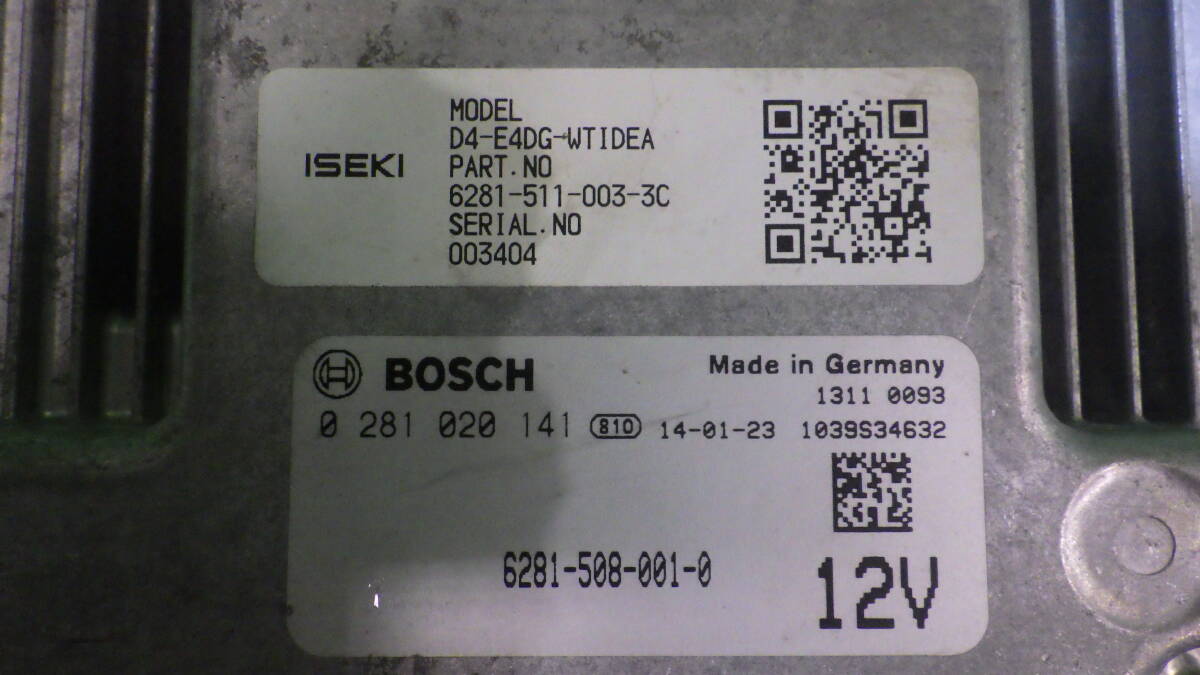 ISEKI
MODEL
D4-E4DG-WTIDEA
PART.NO
6281-511-003-3C
SERIAL.NO
003404
BOSCH
Made in Germany
1311 0093
0 281 020 141 810 14-01-23 1039S34632
6281-508-001-0
12V